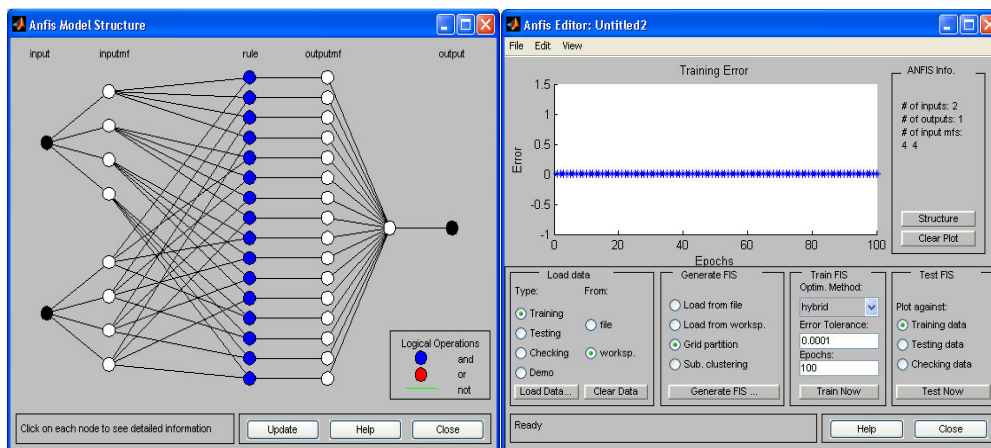 Anfis Model Structure
input inputmf rule outputmf output
Logical Operations
and
or
not
Click on each node to see detailed information
Update Help Close
Anfis Editor: Untitled2
File Edit View
Training Error
1.5
1
0.5
0
-0.5
-1
Error
0 20 40 60 80 100
Epochs
ANFIS Info.
# of inputs: 2
# of outputs: 1
# of input mfs:
4 4
Structure
Clear Plot
Load data
Type: From:
Training
Testing
Checking
Demo
file
worksp.
Load Data... Clear Data
Generate FIS
Load from file
Load from worksp.
Grid partition
Sub. clustering
Generate FIS ...
Train FIS
Optim. Method:
hybrid
Error Tolerance:
0.0001
Epochs:
100
Train Now
Test FIS
Plot against:
Training data
Testing data
Checking data
Test Now
Ready
Help Close